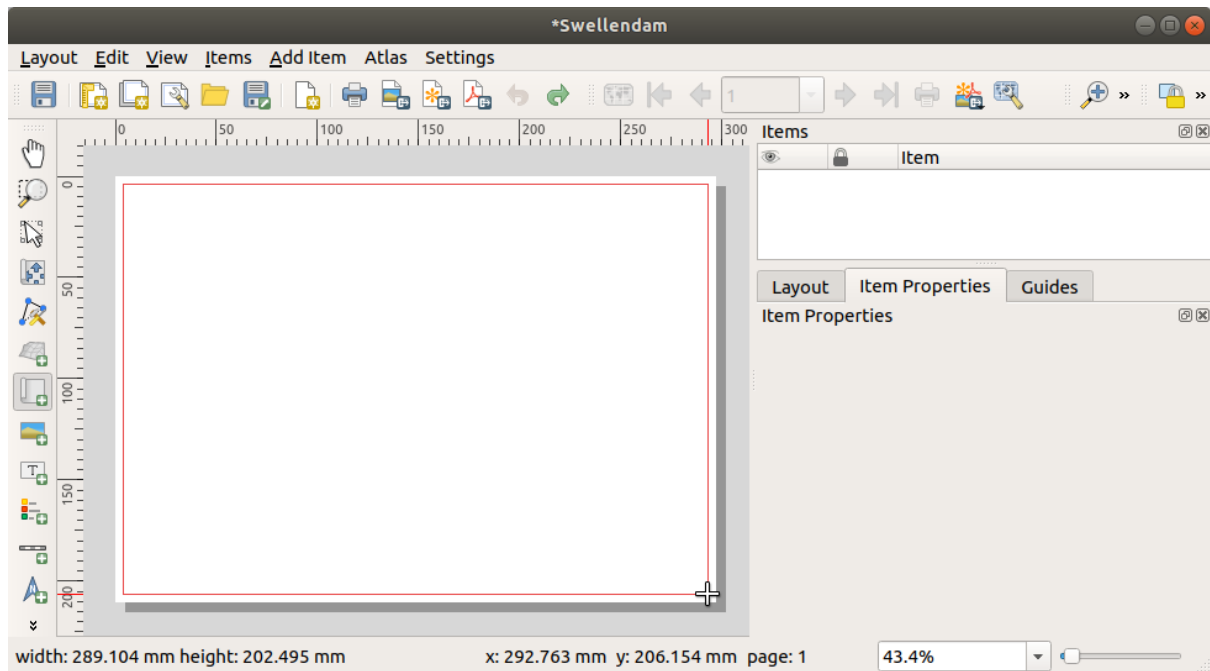 *Swellendam
Layout Edit View Items Add Item Atlas Settings
1
»
»
0 50 100 150 200 250 300
Items
Item
0
50
100
150
200
Layout Item Properties Guides
Item Properties
width: 289.104 mm height: 202.495 mm x: 292.763 mm y: 206.154 mm page: 1 43.4%